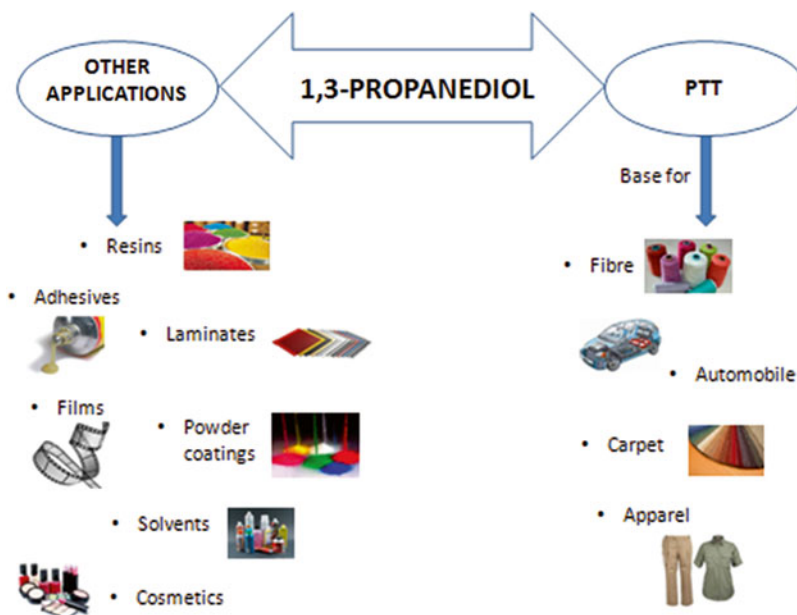 OTHER
APPLICATIONS
1,3-PROPANEDIOL
PTT
Base for
• Resins
• Adhesives
• Laminates
• Films
• Powder
coatings
• Solvents
• Cosmetics
• Fibre
• Automobile
• Carpet
• Apparel